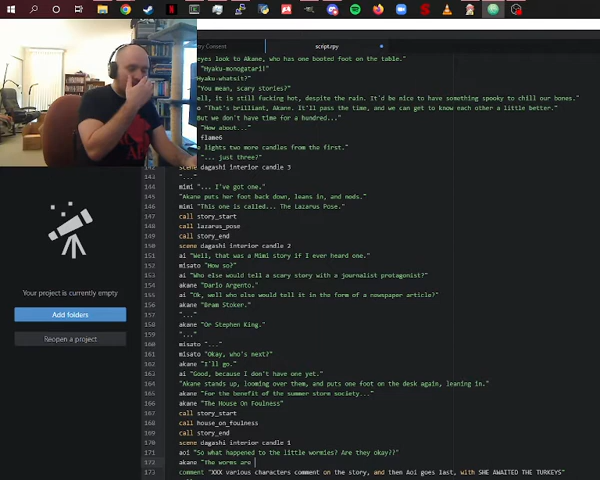 by Consent
script.rpy
eyes look to Akane, who has one booted foot on the table."
"Hyaku-monogatari!"
Hyaku-whatsit?"
"You mean, scary stories?"
ell, it is still fucking hot, despite the rain. It'd be nice to have something spooky to chill our bones."
o "That's brilliant, Akane. It'll pass the time, and we can get to know each other a little better."
But we don't have time for a hundred..."
"How about..."
flame6
e lights two more candles from the first."
"... just three?"
142 scene dagashi interior candle 3
143 "..."
144 mimi "... I've got one."
145 "Akane puts her foot back down, leans in, and nods."
146 mimi "This one is called... The Lazarus Pose."
147 call story_start
148 call lazarus_pose
149 call story_end
150 scene dagashi interior candle 2
151 ai "Well, that was a Mimi story if I ever heard one."
152 misato "How so?"
153 ai "Who else would tell a scary story with a journalist protagonist?"
154 akane "Dario Argento."
155 ai "Ok, well who else would tell it in the form of a newspaper article?"
156 akane "Bram Stoker."
157 "..."
158 akane "Or Stephen King."
159 "..."
160 misato "..."
161 misato "Okay, who's next?"
162 akane "I'll go."
163 ai "Good, because I don't have one yet."
164 "Akane stands up, looming over them, and puts one foot on the desk again, leaning in."
165 akane "For the benefit of the summer storm society..."
166 akane "The House On Foulness"
167 call story_start
168 call house_on_foulness
169 call story_end
170 scene dagashi interior candle 1
171 aoi "So what happened to the little wormies? Are they okay??"
172 akane "The worms are
173 comment "XXX various characters comment on the story, and then Aoi goes last, with SHE AWAITED THE TURKEYS"
Your project is currently empty
Add folders
Reopen a project